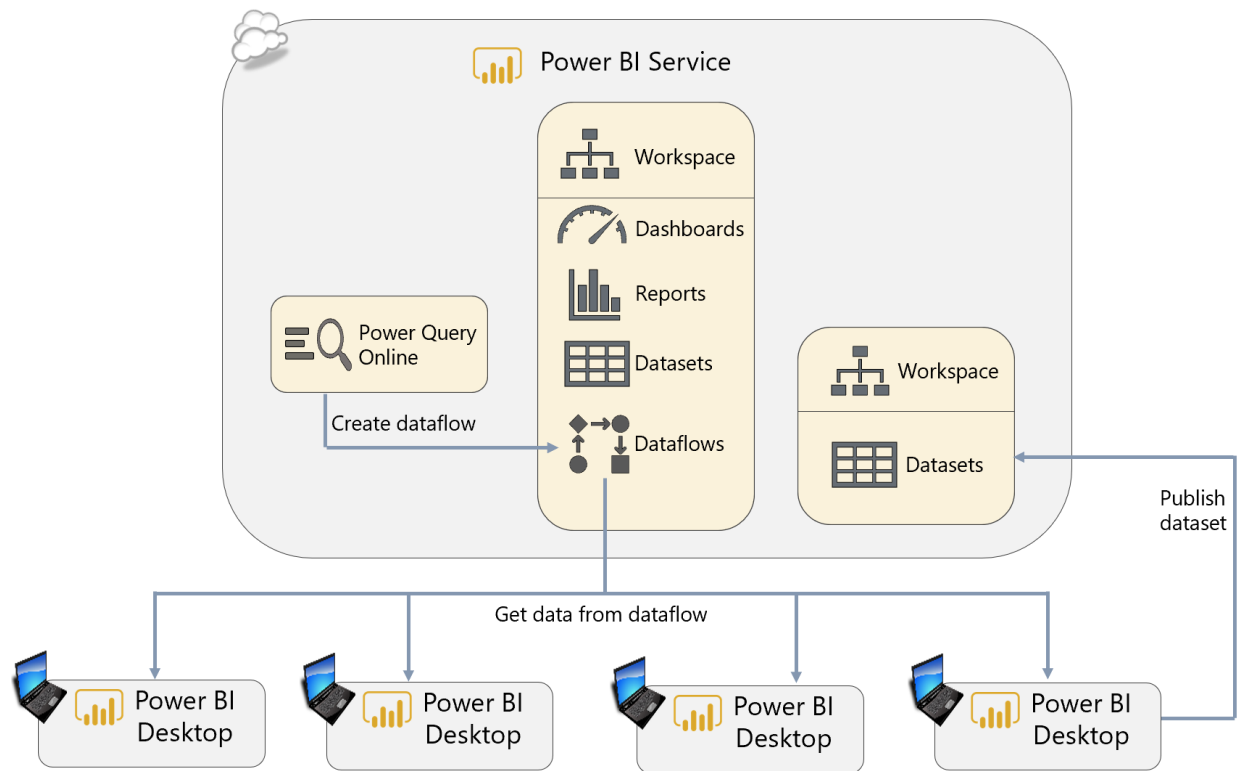 Power BI Service
Workspace
Dashboards
Reports
Power Query
Online
Datasets
Workspace
Create dataflow
Dataflows
Datasets
Publish
dataset
Get data from dataflow
Power BI
Desktop
Power BI
Desktop
Power BI
Desktop
Power BI
Desktop